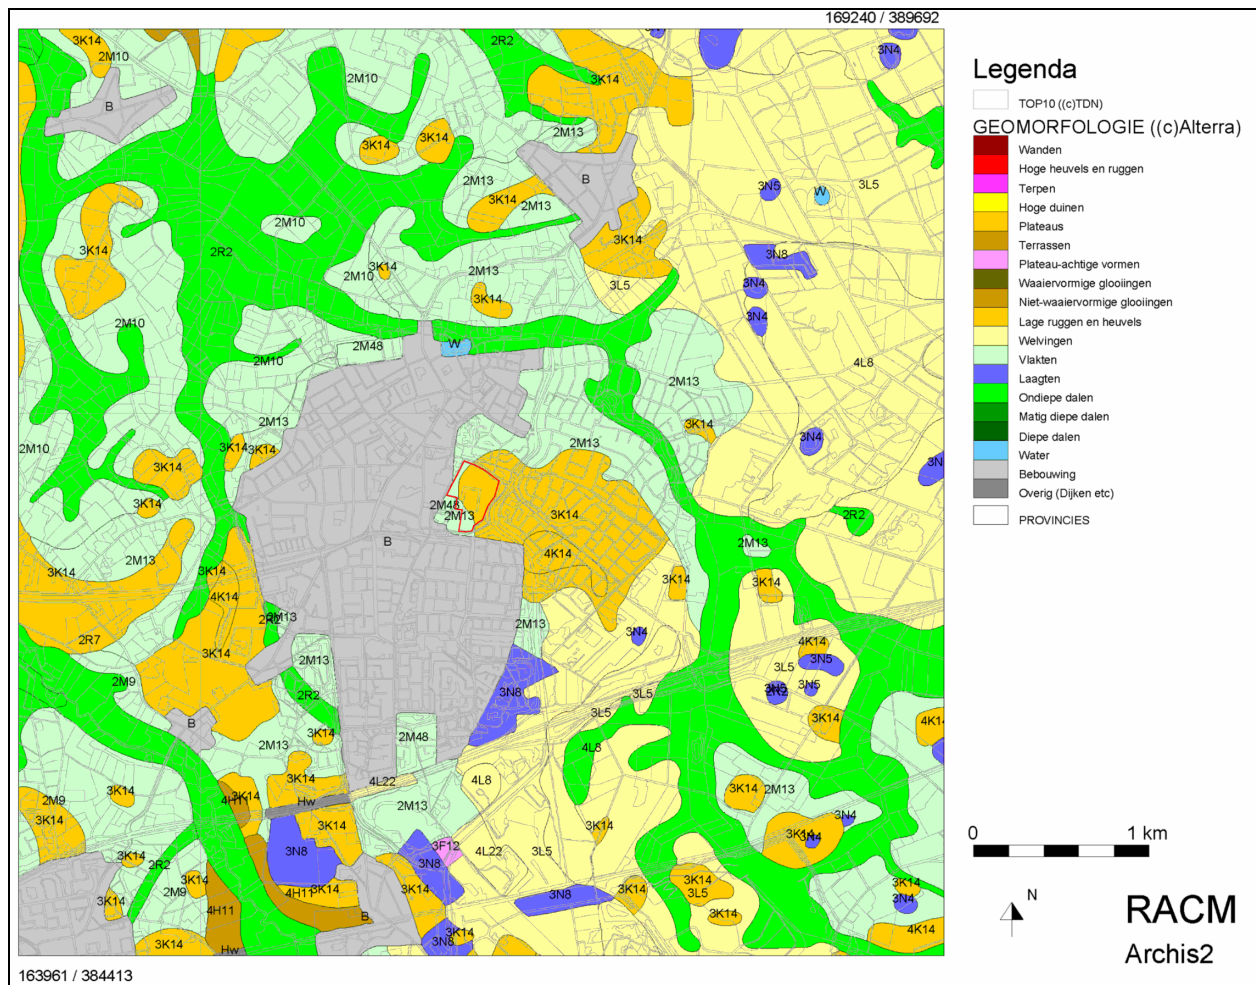 169240 / 389692
3K14
2M10
B
2R2
2M10
3K14
3N4
3K14
3K14
2M13
B
2M13
3K14
2M13
3N5
W
3L5
2M10
3K14
2R2
3K14
2M10
3K14
2M13
3K14
3L5
3N8
3N4
3N4
2M10
2M10
2M48
W
4L8
2M13
3K14
2M13
2M13
3K14
3K14
3N4
2M10
3K14
3K14
2M48
2M13
3K14
2R2
B
4K14
2M13
2M13
3K14
3K14
4K14
3K14
3K14
2R7
2R2
2M13
2M13
3N4
4K14
3K14
2M13
3N5
3L5
2M9
2R2
3N8
3L5
3N5
3L5
B
3K14
3K14
4K14
2M13
2M48
4L8
3K14
4L22
4L8
3K14
2M13
3K14
4H11
3K14
Hw
2M13
2M9
3K14
3K14
3K14
3N4
3K14
3N4
3N8
3F12
4L22
3L5
3N8
3K14
2R2
2M9
3K14
3K14
4H11
4H11
3K14
B
3K14
3N8
3K14
3K14
3L5
3K14
3K14
3N4
3K14
3N8
3K14
Hw
4K14
163961 / 384413
Legenda
TOP10 ((c)TDN)
GEOMORFOLOGIE ((c)Alterra)
Wanden
Hoge heuvels en ruggen
Terpen
Hoge duinen
Plateaus
Terrassen
Plateau-achtige vormen
Waaiervormige glooiingen
Niet-waaiervormige glooiingen
Lage ruggen en heuvels
Welvingen
Vlakten
Laagten
Ondiepe dalen
Matig diepe dalen
Diepe dalen
Water
Bebouwing
Overig (Dijken etc)
PROVINCIES
0 1 km
N
RACM
Archis2